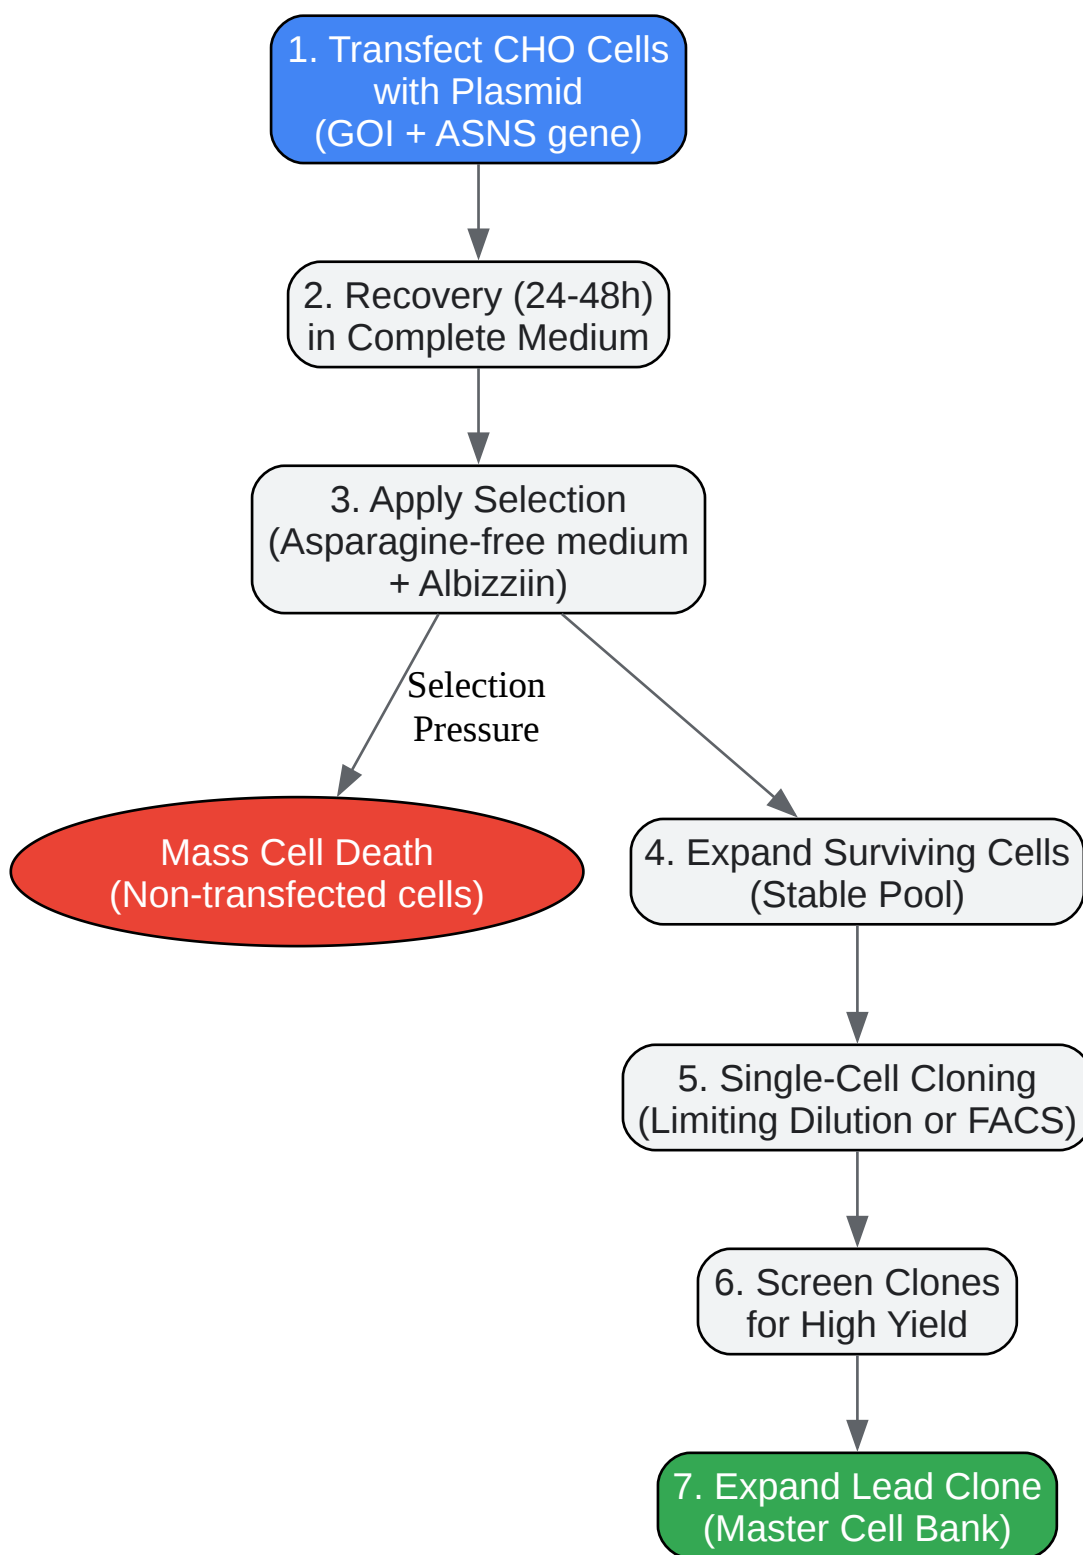 1. Transfect CHO Cells
with Plasmid
(GOI + ASNS gene)
2. Recovery (24-48h)
in Complete Medium
3. Apply Selection
(Asparagine-free medium
+ Albizziin)
Selection
Pressure
Mass Cell Death
(Non-transfected cells)
4. Expand Surviving Cells
(Stable Pool)
5. Single-Cell Cloning
(Limiting Dilution or FACS)
6. Screen Clones
for High Yield
7. Expand Lead Clone
(Master Cell Bank)